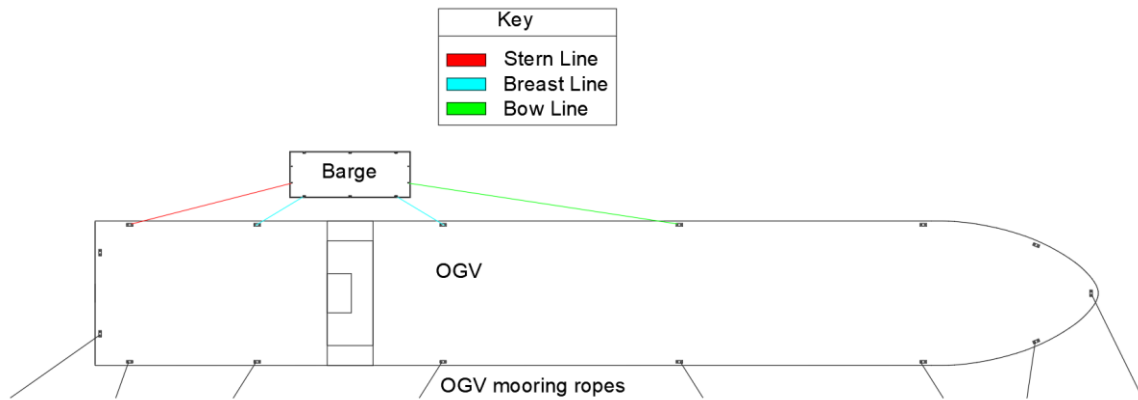 Key
Stern Line
Breast Line
Bow Line
Barge
OGV
OGV mooring ropes